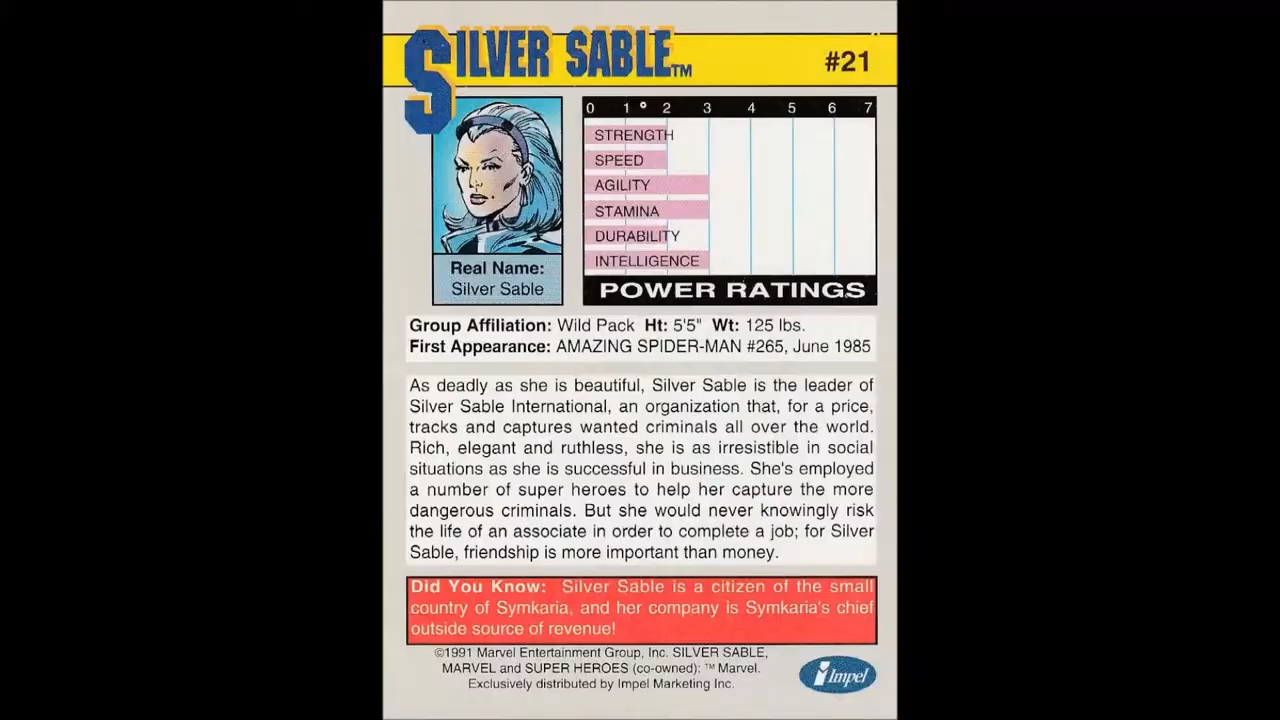 SILVER SABLE™
#21
0 1 2 3 4 5 6 7
STRENGTH
SPEED
AGILITY
STAMINA
DURABILITY
INTELLIGENCE
POWER RATINGS
Real Name:
Silver Sable
Group Affiliation: Wild Pack Ht: 5'5" Wt: 125 lbs.
First Appearance: AMAZING SPIDER-MAN #265, June 1985
As deadly as she is beautiful, Silver Sable is the leader of
Silver Sable International, an organization that, for a price,
tracks and captures wanted criminals all over the world.
Rich, elegant and ruthless, she is as irresistible in social
situations as she is successful in business. She's employed
a number of super heroes to help her capture the more
dangerous criminals. But she would never knowingly risk
the life of an associate in order to complete a job; for Silver
Sable, friendship is more important than money.
Did You Know: Silver Sable is a citizen of the small
country of Symkaria, and her company is Symkaria's chief
outside source of revenue!
©1991 Marvel Entertainment Group, Inc. SILVER SABLE,
MARVEL and SUPER HEROES (co-owned): ™ Marvel.
Exclusively distributed by Impel Marketing Inc.
Impel